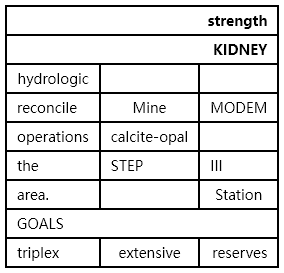 strength
KIDNEY
hydrologic
reconcile Mine MODEM
operations calcite-opal
the STEP III
area. Station
GOALS
triplex extensive reserves